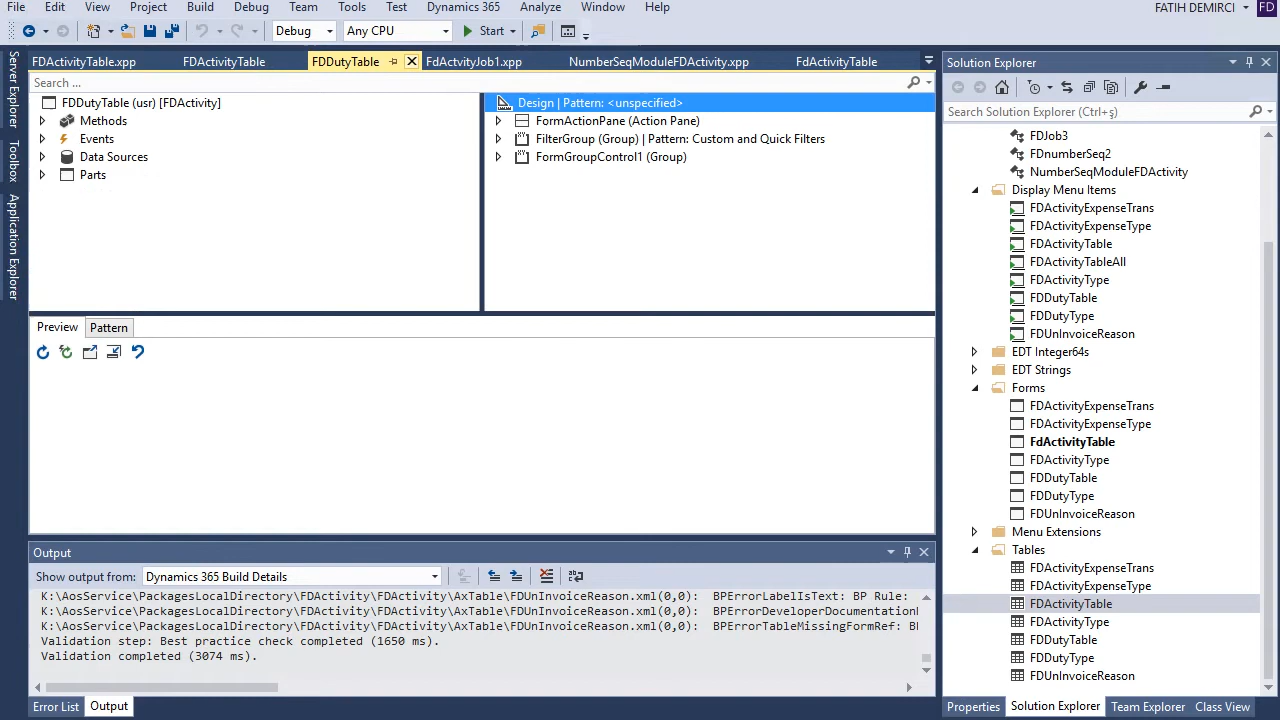 File Edit View Project Build Debug Team Tools Test Dynamics 365 Analyze Window Help FATIH DEMIRCI FD
Debug Any CPU Start
Server Explorer
Toolbox
Application Explorer
FDActivityTable.xpp FDActivityTable FDDutyTable FdActivityJob1.xpp NumberSeqModuleFDActivity.xpp FDActivityTable
Search ...
FDDutyTable (usr) [FDActivity]
Methods
Events
Data Sources
Parts
Design | Pattern: <unspecified>
FormActionPane (Action Pane)
FilterGroup (Group) | Pattern: Custom and Quick Filters
FormGroupControl1 (Group)
Preview Pattern
Output
Show output from: Dynamics 365 Build Details
K:\AosService\PackagesLocalDirectory\FDActivity\FDActivity\AxTable\FDUnInvoiceReason.xml(0,0): BPErrorLabelIsText: BP Rule:
K:\AosService\PackagesLocalDirectory\FDActivity\FDActivity\AxTable\FDUnInvoiceReason.xml(0,0): BPErrorDeveloperDocumentation
K:\AosService\PackagesLocalDirectory\FDActivity\FDActivity\AxTable\FDUnInvoiceReason.xml(0,0): BPErrorTableMissingFormRef:
Validation step: Best practice check completed (1650 ms).
Validation completed (3074 ms).
Error List Output
Solution Explorer
Search Solution Explorer (Ctrl+ş)
FDJob3
FDnumberSeq2
NumberSeqModuleFDActivity
Display Menu Items
FDActivityExpenseTrans
FDActivityExpenseType
FDActivityTable
FDActivityTableAll
FDActivityType
FDDutyTable
FDDutyType
FDUnInvoiceReason
EDT Integer64s
EDT Strings
Forms
FDActivityExpenseTrans
FDActivityExpenseType
FdActivityTable
FDActivityType
FDDutyTable
FDDutyType
FDUnInvoiceReason
Menu Extensions
Tables
FDActivityExpenseTrans
FDActivityExpenseType
FDActivityTable
FDActivityType
FDDutyTable
FDDutyType
FDUnInvoiceReason
Properties Solution Explorer Team Explorer Class View